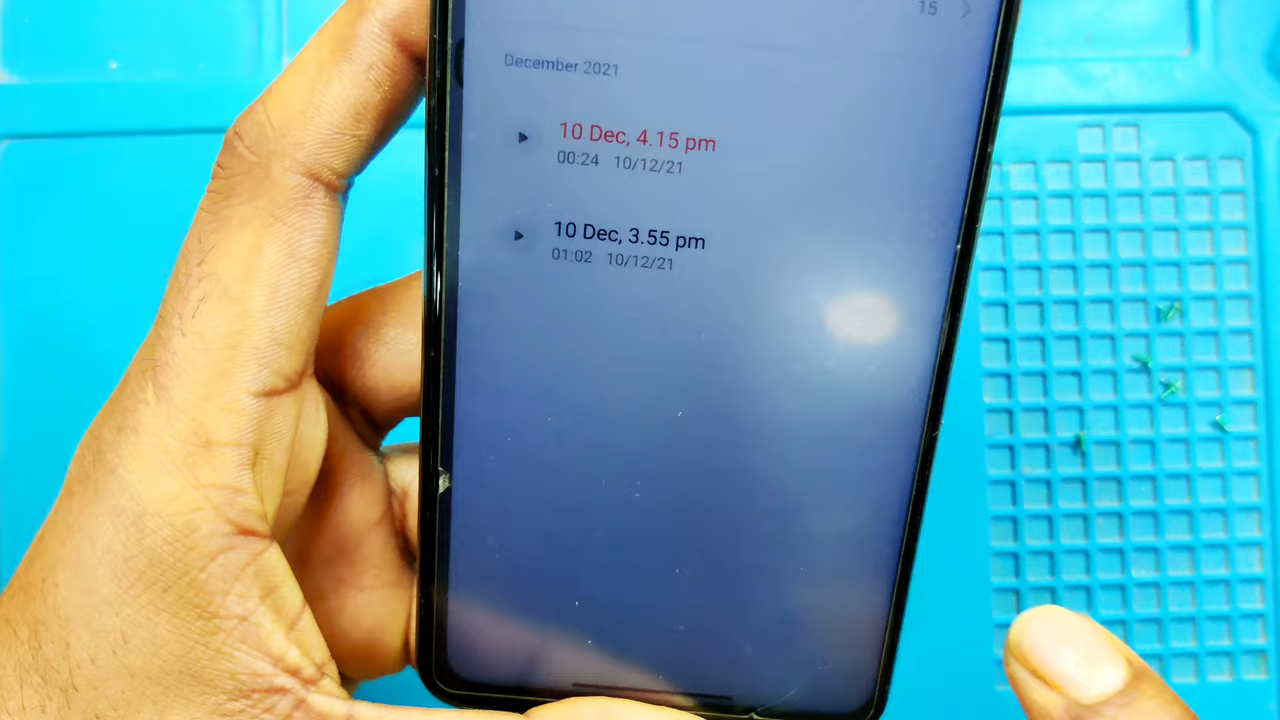 15
December 2021
10 Dec, 4.15 pm
00:24 10/12/21
10 Dec, 3.55 pm
01:02 10/12/21